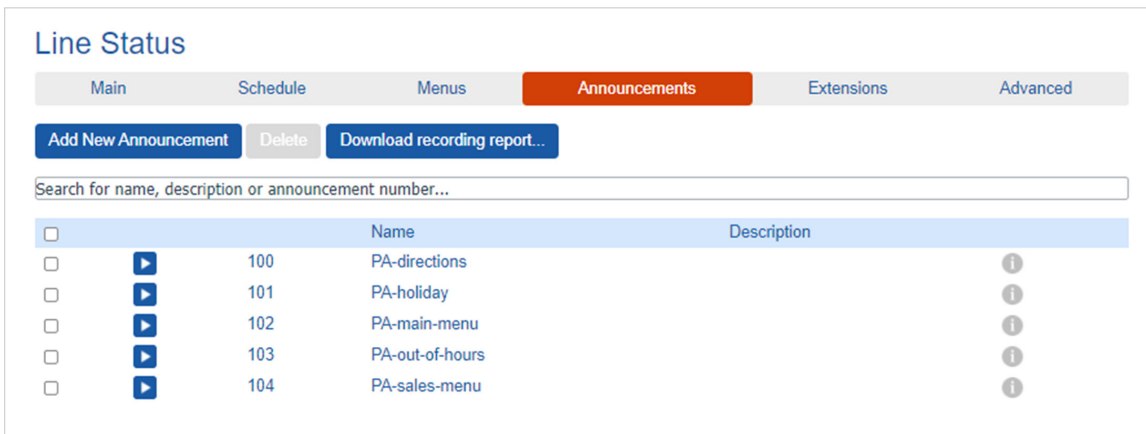 Line Status
Main Schedule Menus Announcements Extensions Advanced
Add New Announcement Delete Download recording report...
Search for name, description or announcement number...
Name Description
100 PA-directions i
101 PA-holiday i
102 PA-main-menu i
103 PA-out-of-hours i
104 PA-sales-menu i